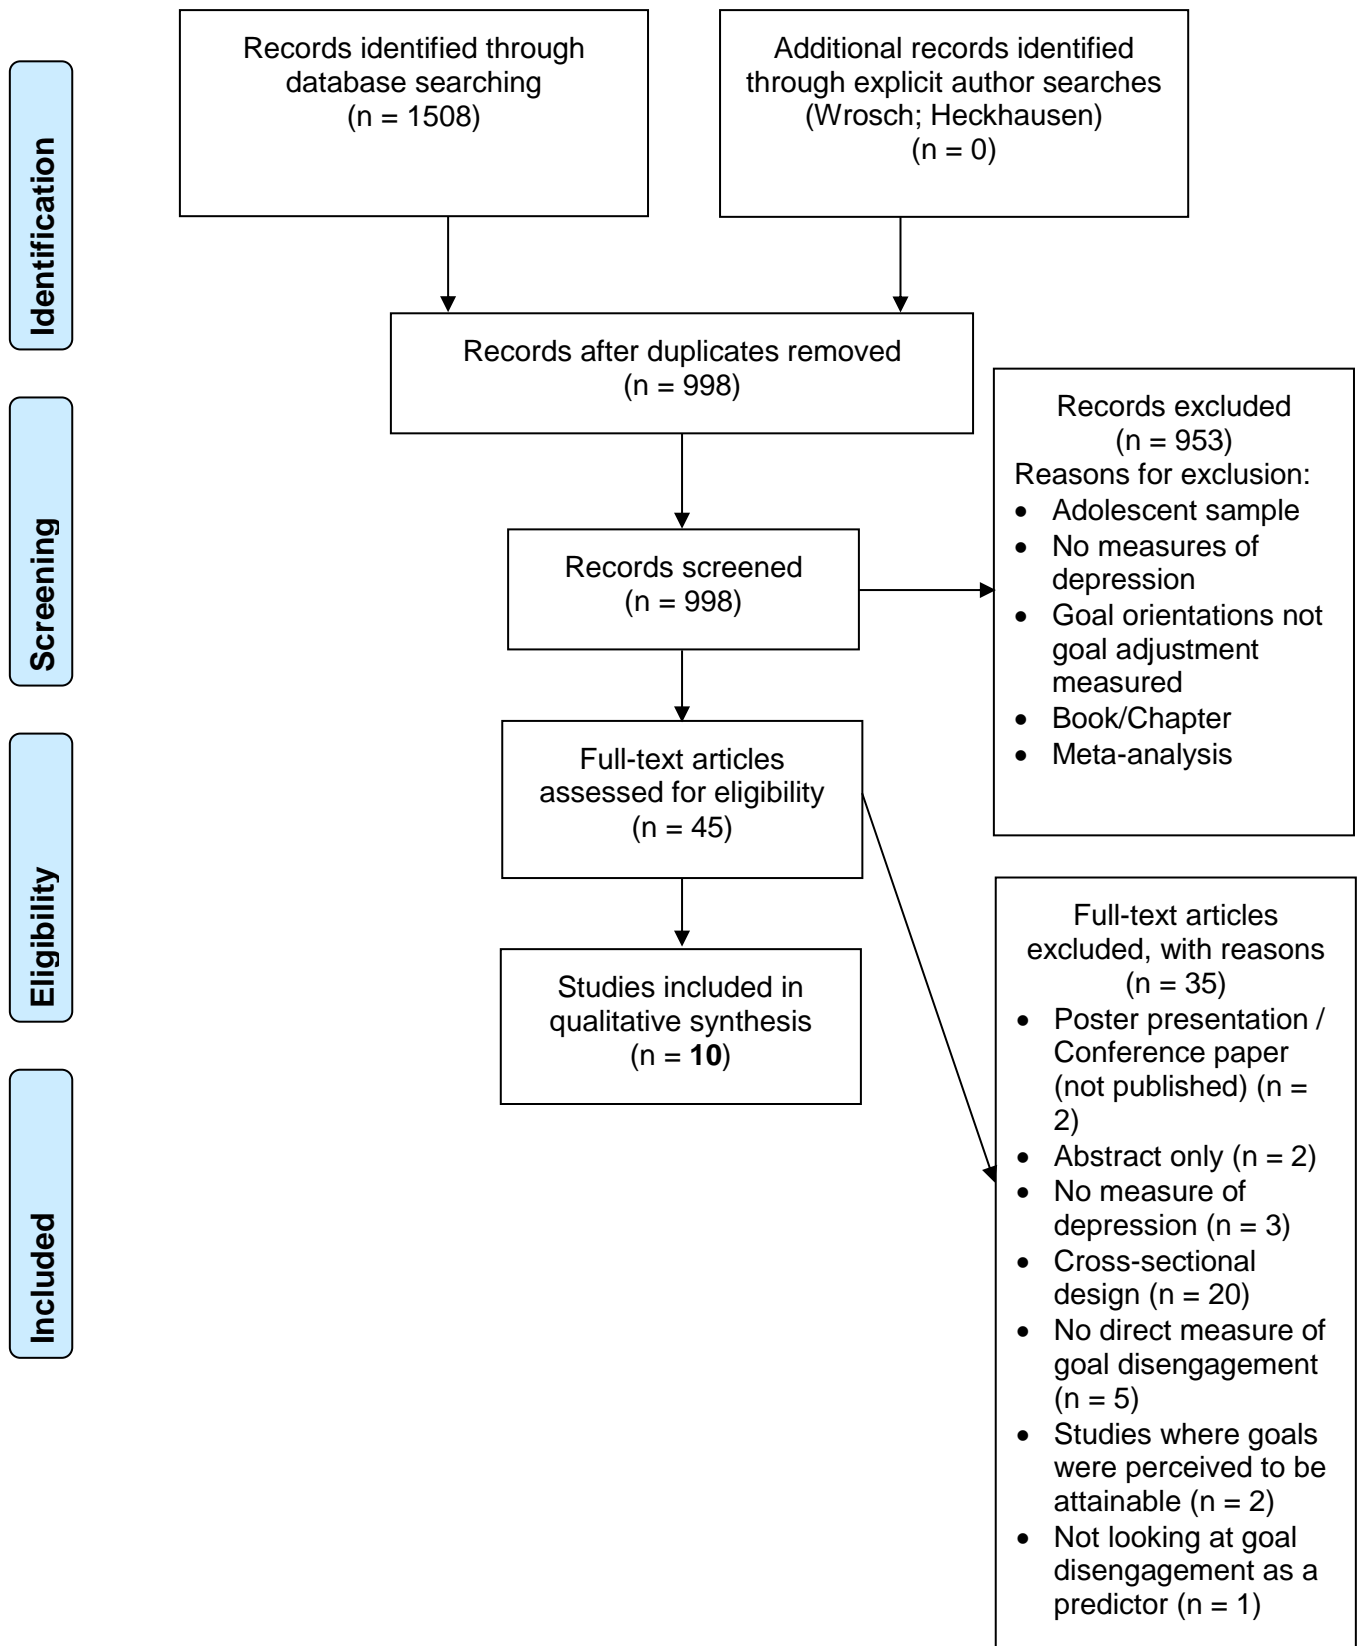 Records identified through
database searching
(n = 1508)
Additional records identified
through explicit author searches
(Wrosch; Heckhausen)
(n = 0)
Identification
Records after duplicates removed
(n = 998)
Screening
Records screened
(n = 998)
Records excluded
(n = 953)
Reasons for exclusion:
• Adolescent sample
• No measures of
depression
• Goal orientations not
goal adjustment
measured
• Book/Chapter
• Meta-analysis
Eligibility
Full-text articles
assessed for eligibility
(n = 45)
Full-text articles
excluded, with reasons
(n = 35)
• Poster presentation /
Conference paper
(not published) (n =
2)
• Abstract only (n = 2)
• No measure of
depression (n = 3)
• Cross-sectional
design (n = 20)
• No direct measure of
goal disengagement
(n = 5)
• Studies where goals
were perceived to be
attainable (n = 2)
• Not looking at goal
disengagement as a
predictor (n = 1)
Included
Studies included in
qualitative synthesis
(n = 10)